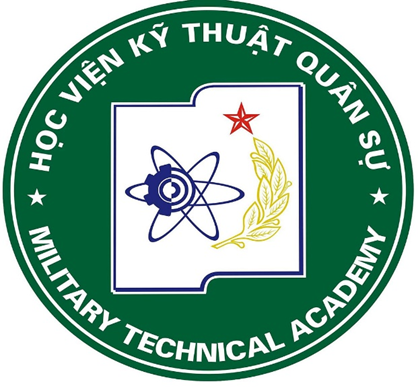 HỌC VIỆN KỸ THUẬT QUÂN SỰ
MILITARY TECHNICAL ACADEMY